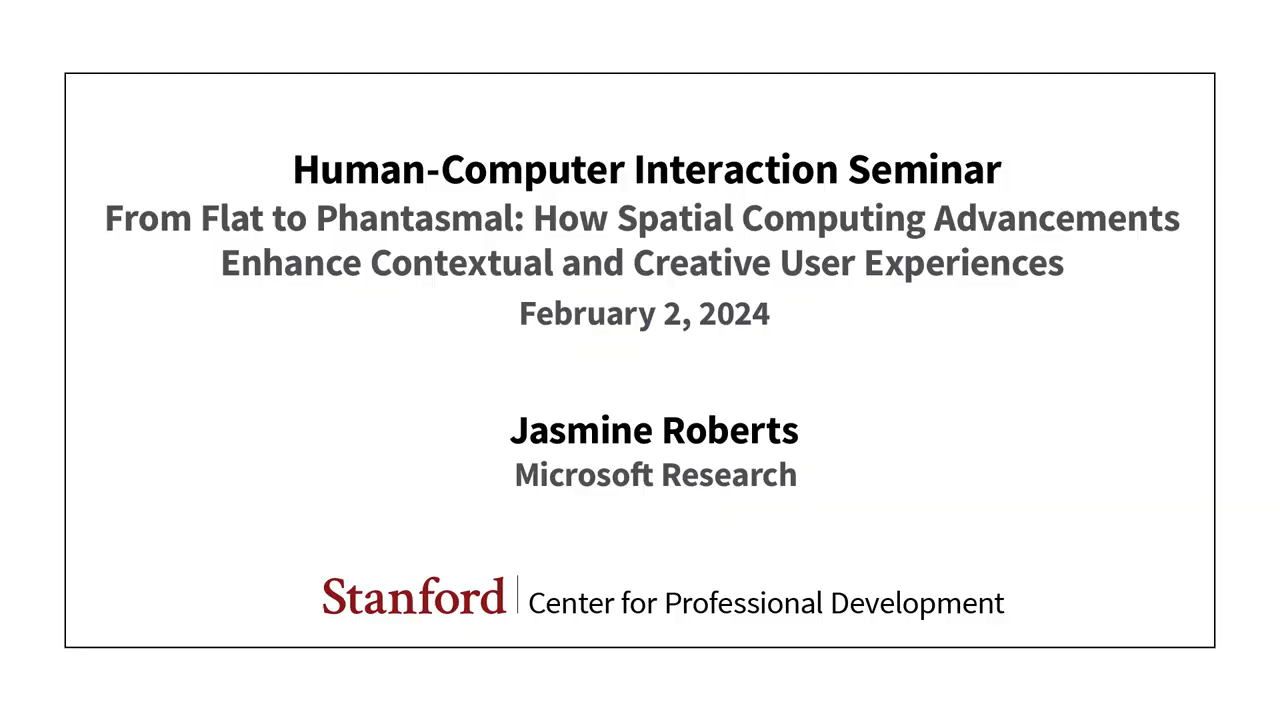 Human-Computer Interaction Seminar
From Flat to Phantasmal: How Spatial Computing Advancements
Enhance Contextual and Creative User Experiences
February 2, 2024
Jasmine Roberts
Microsoft Research
Stanford | Center for Professional Development